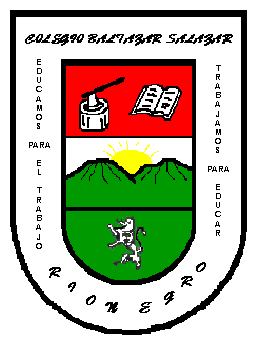 COLEGIO BALTAZAR SALAZAR
EDUCAMOS PARA EL TRABAJO
TRABAJAMOS PARA EDUCAR
RIONEGRO